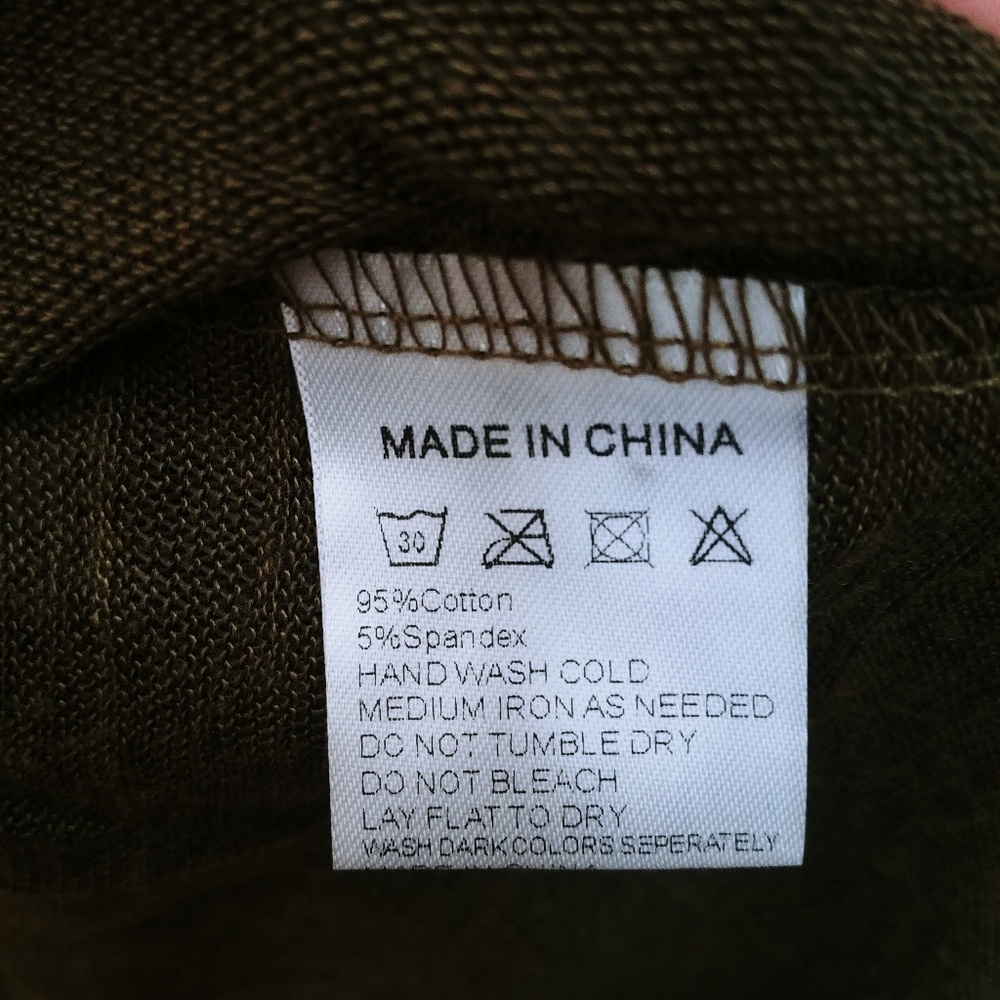 MADE IN CHINA
30
95%Cotton
5%Spandex
HAND WASH COLD
MEDIUM IRON AS NEEDED
DO NOT TUMBLE DRY
DO NOT BLEACH
LAY FLAT TO DRY
WASH DARK COLORS SEPERATELY